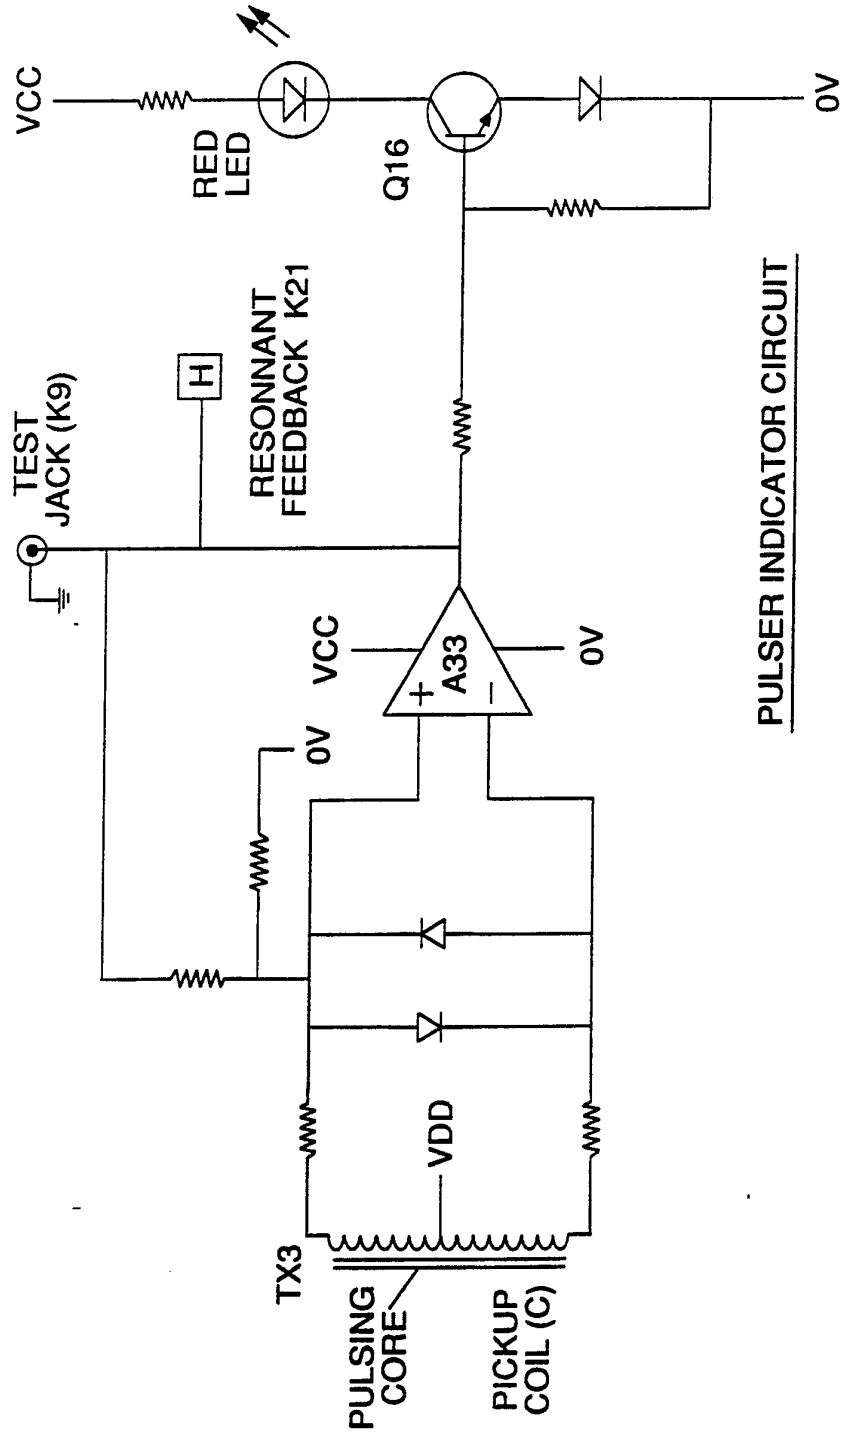 TEST
JACK (K9)
VCC
RED
LED
H
RESONNANT
FEEDBACK K21
Q16
0V
VCC
+
A33
−
0V
0V
TX3
VDD
PULSING
CORE
PICKUP
COIL (C)
PULSER INDICATOR CIRCUIT